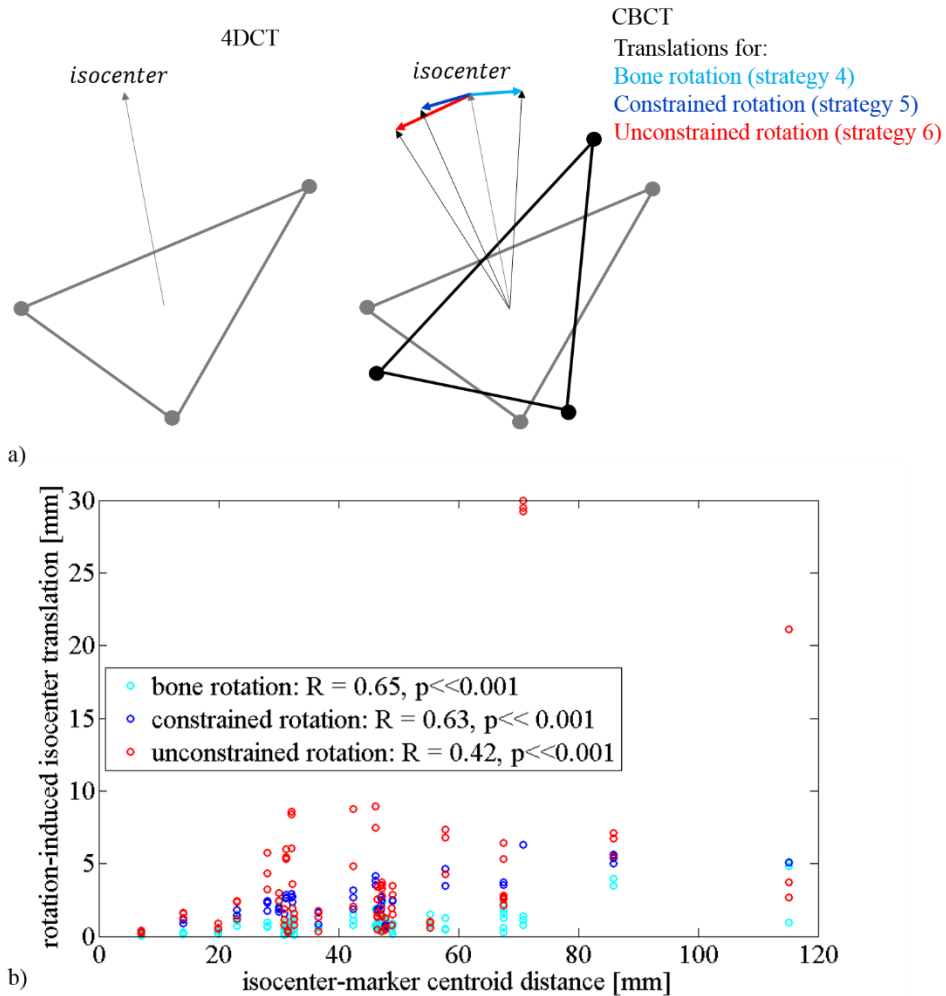 4DCT
CBCT
Translations for:
Bone rotation (strategy 4)
Constrained rotation (strategy 5)
Unconstrained rotation (strategy 6)
isocenter
isocenter
a)
rotation-induced isocenter translation [mm]
30
25
20
15
10
5
0
bone rotation: R = 0.65, p<<0.001
constrained rotation: R = 0.63, p<< 0.001
unconstrained rotation: R = 0.42, p<<0.001
0 20 40 60 80 100 120
isocenter-marker centroid distance [mm]
b)